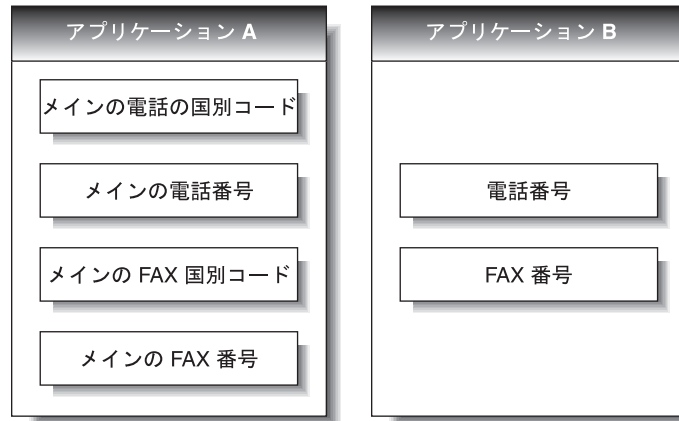 アプリケーション A
メインの電話の国別コード
メインの電話番号
メインの FAX 国別コード
メインの FAX 番号
アプリケーション B
電話番号
FAX 番号